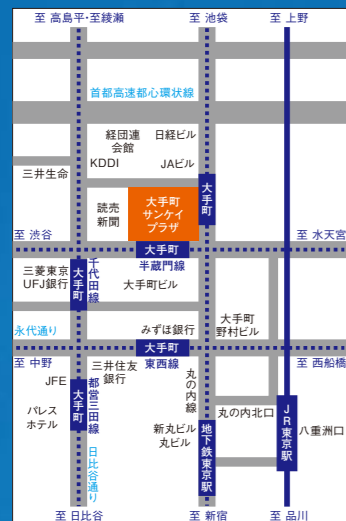 至 高島平・至綾瀬
至 池袋
至 上野
首都高速都心環状線
経団連
会館
日経ビル
KDDI
JAビル
三井生命
大手町
読売
新聞
大手町
サンケイ
プラザ
至 渋谷
至 水天宮
大手町
半蔵門線
三菱東京
UFJ銀行
大手町
千代田線
大手町ビル
永代通り
みずほ銀行
大手町
野村ビル
至 中野
大手町
東西線
至 西船橋
三井住友
銀行
JFE
大手町
都営三田線
丸の内線
パレス
ホテル
丸の内北口
新丸ビル
丸ビル
地下鉄東京駅
JR東京駅
八重洲口
日比谷通り
至 日比谷
至 新宿
至 品川